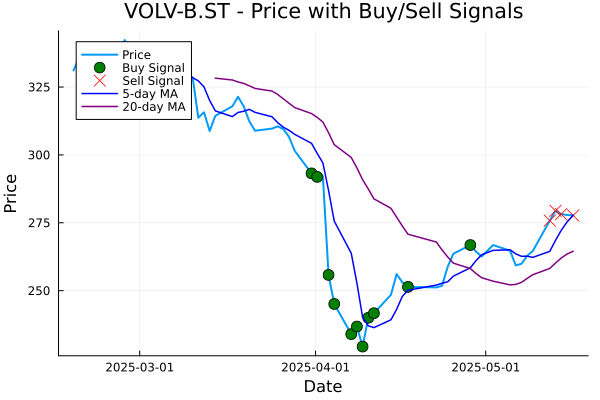 VOLV-B.ST - Price with Buy/Sell Signals
Price
Buy Signal
Sell Signal
5-day MA
20-day MA
325
300
275
250
Price
2025-03-01
2025-04-01
2025-05-01
Date